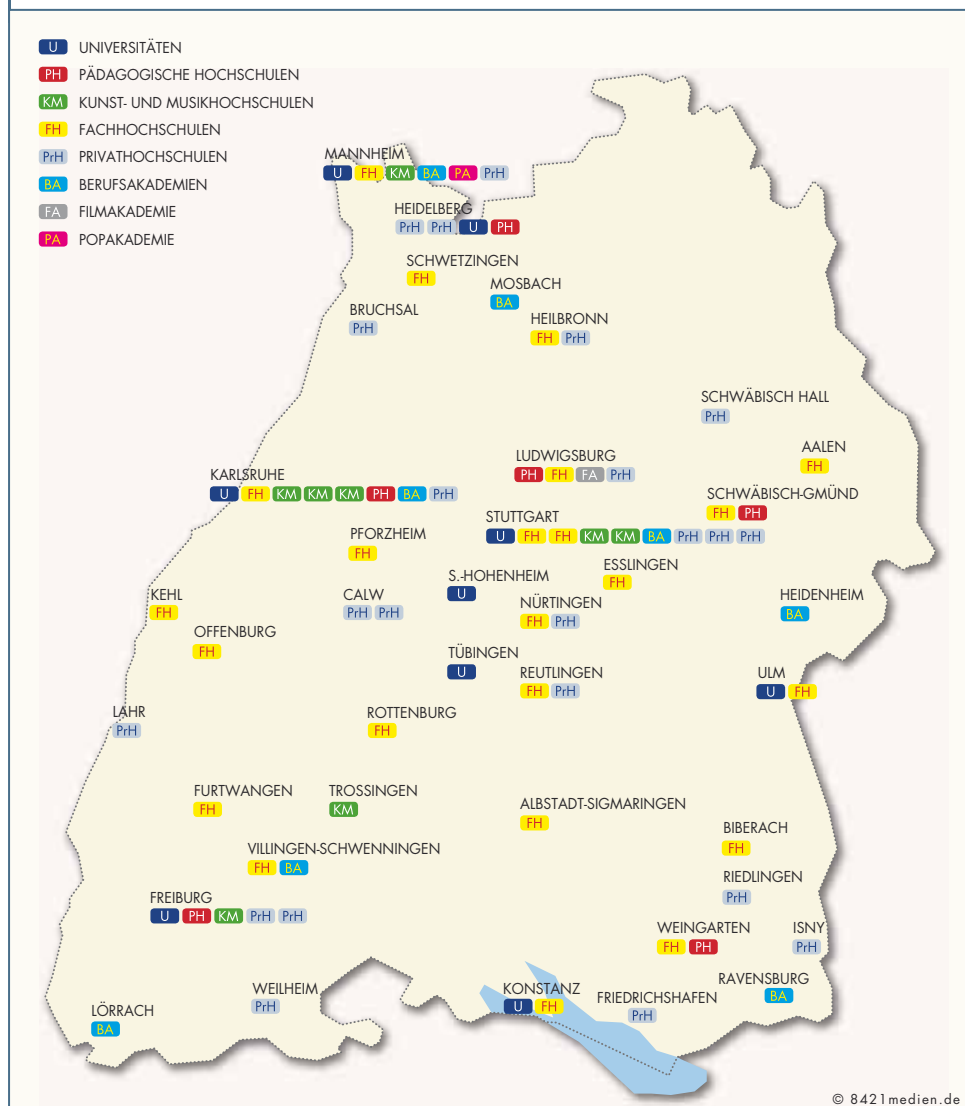 U UNIVERSITÄTEN
PH PÄDAGOGISCHE HOCHSCHULEN
KM KUNST- UND MUSIKHOCHSCHULEN
FH FACHHOCHSCHULEN
PrH PRIVATHOCHSCHULEN
BA BERUFSAKADEMIEN
FA FILMAKADEMIE
PA POPAKADEMIE
MANNHEIM
U FH KM BA PA PrH
HEIDELBERG
PrH PrH U PH
SCHWETZINGEN
FH
MOSBACH
BA
BRUCHSAL
PrH
HEILBRONN
FH PrH
SCHWÄBISCH HALL
PrH
AALEN
FH
LUDWIGSBURG
PH FH FA PrH
KARLSRUHE
U FH KM KM KM PH BA PrH
SCHWÄBISCH-GMÜND
FH PH
STUTTGART
U FH FH KM KM BA PrH PrH PrH
PFORZHEIM
FH
ESSLINGEN
FH
S.-HOHENHEIM
U
KEHL
FH
CALW
PrH PrH
NÜRTINGEN
FH PrH
HEIDENHEIM
BA
OFFENBURG
FH
TÜBINGEN
U
REUTLINGEN
FH PrH
ULM
U FH
LAHR
PrH
ROTTENBURG
FH
FURTWANGEN
FH
TROSSINGEN
KM
ALBSTADT-SIGMARINGEN
FH
BIBERACH
FH
VILLINGEN-SCHWENNINGEN
FH BA
RIEDLINGEN
PrH
FREIBURG
U PH KM PrH PrH
WEINGARTEN
FH PH
ISNY
PrH
RAVENSBURG
BA
WEILHEIM
PrH
KONSTANZ
U FH
FRIEDRICHSHAFEN
PrH
LÖRRACH
BA
© 8421medien.de